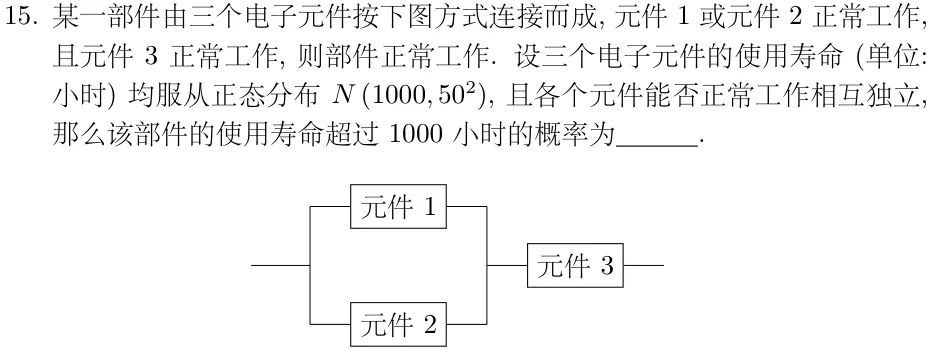 15. 某一部件由三个电子元件按下图方式连接而成, 元件 1 或元件 2 正常工作,
且元件 3 正常工作, 则部件正常工作. 设三个电子元件的使用寿命 (单位:
小时) 均服从正态分布 N (1000, 50²), 且各个元件能否正常工作相互独立,
那么该部件的使用寿命超过 1000 小时的概率为______.
元件 1
元件 3
元件 2